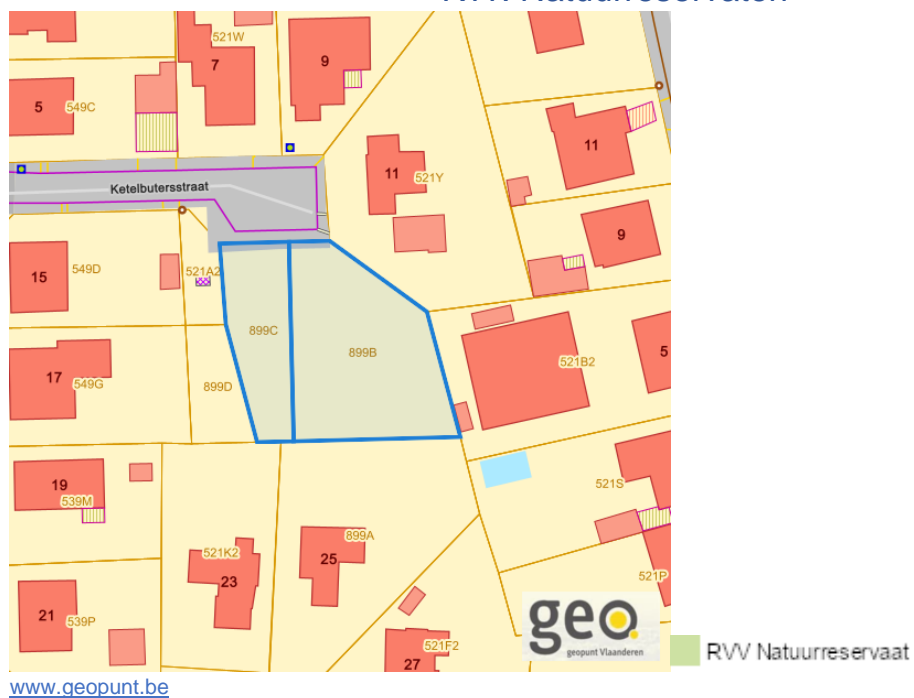 521W
7
9
5
549C
Ketelbutersstraat
11
521Y
11
9
15
549D
521A2
899C
899B
521B2
5
17
549G
899D
19
539M
521S
521K2
23
899A
25
521P
21
539P
521F2
27
geo
geopunt Vlaanderen
RVV Natuurreservaat
www.geopunt.be